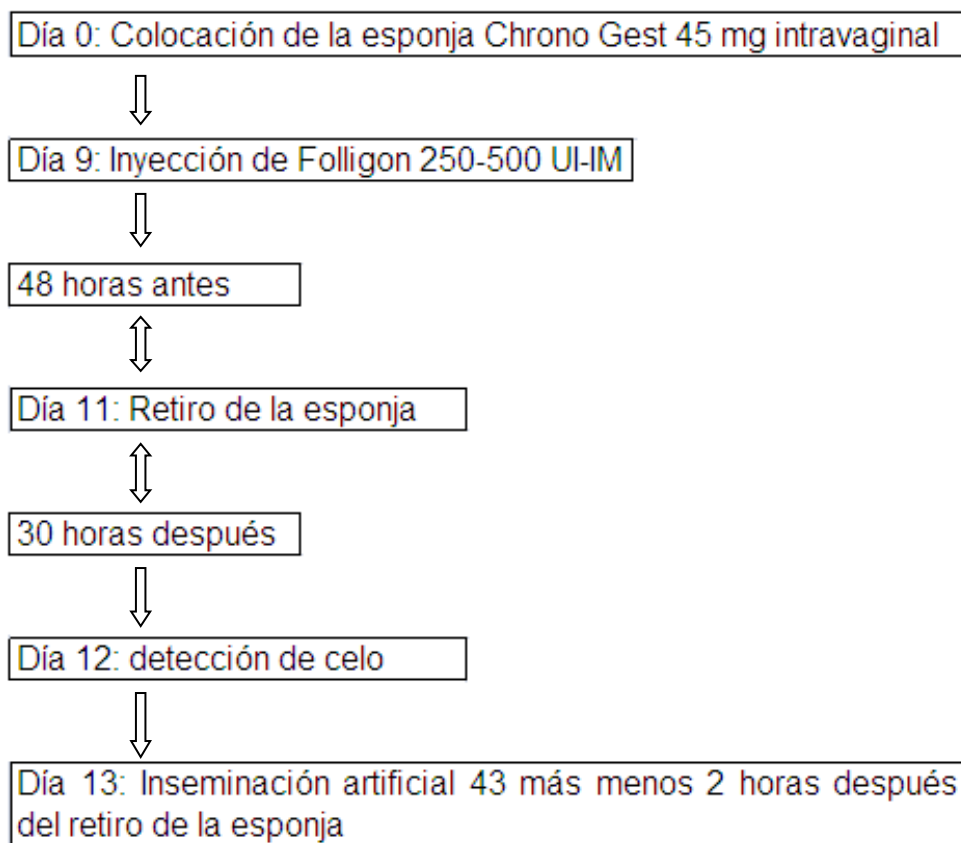 Día 0: Colocación de la esponja Chrono Gest 45 mg intravaginal
Día 9: Inyección de Folligon 250-500 UI-IM
48 horas antes
Día 11: Retiro de la esponja
30 horas después
Día 12: detección de celo
Día 13: Inseminación artificial 43 más menos 2 horas después
del retiro de la esponja